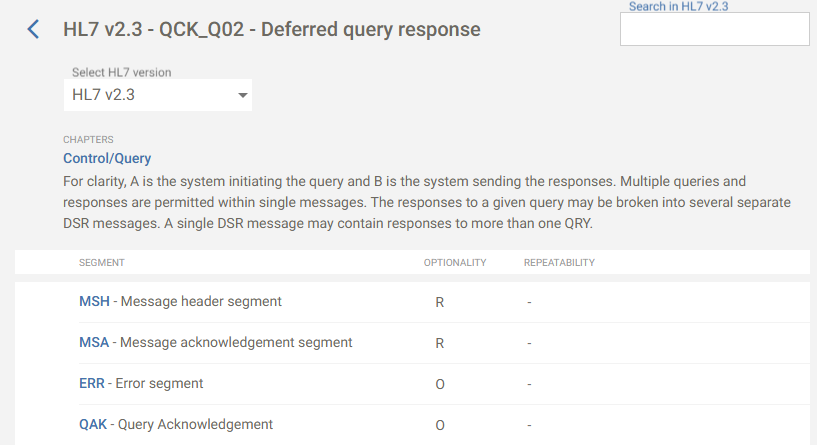 Search in HL7 v2.3
HL7 v2.3 - QCK_Q02 - Deferred query response
Select HL7 version
HL7 v2.3
CHAPTERS
Control/Query
For clarity, A is the system initiating the query and B is the system sending the responses. Multiple queries and
responses are permitted within single messages. The responses to a given query may be broken into several separate
DSR messages. A single DSR message may contain responses to more than one QRY.
SEGMENT OPTIONALITY REPEATABILITY
MSH - Message header segment R -
MSA - Message acknowledgement segment R -
ERR - Error segment O -
QAK - Query Acknowledgement O -